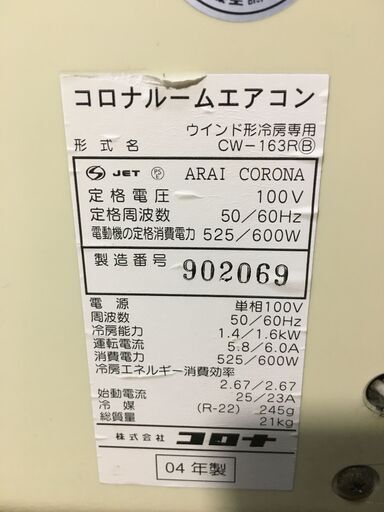 コロナルームエアコン
ウインド形冷房専用
形式名 CW-163RⒷ
JET ARAI CORONA
定格電圧 100V
定格周波数 50/60Hz
電動機の定格消費電力 525/600W
製造番号 902069
電源 単相100V
周波数 50/60Hz
冷房能力 1.4/1.6kW
運転電流 5.8/6.0A
消費電力 525/600W
冷房エネルギー消費効率
2.67/2.67
始動電流 25/23A
冷媒 (R-22) 245g
総質量 21kg
株式会社 コロナ
04年製